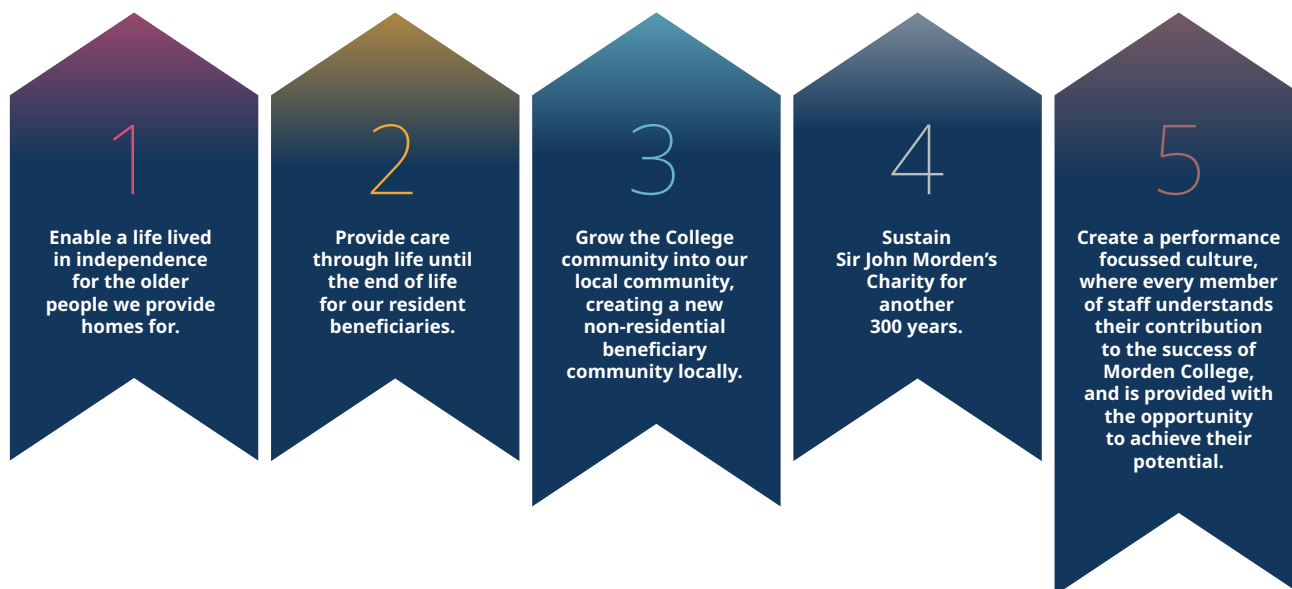 1
Enable a life lived
in independence
for the older
people we provide
homes for.
2
Provide care
through life until
the end of life
for our resident
beneficiaries.
3
Grow the College
community into our
local community,
creating a new
non-residential
beneficiary
community locally.
4
Sustain
Sir John Morden’s
Charity for
another
300 years.
5
Create a performance
focussed culture,
where every member
of staff understands
their contribution
to the success of
Morden College,
and is provided with
the opportunity
to achieve their
potential.